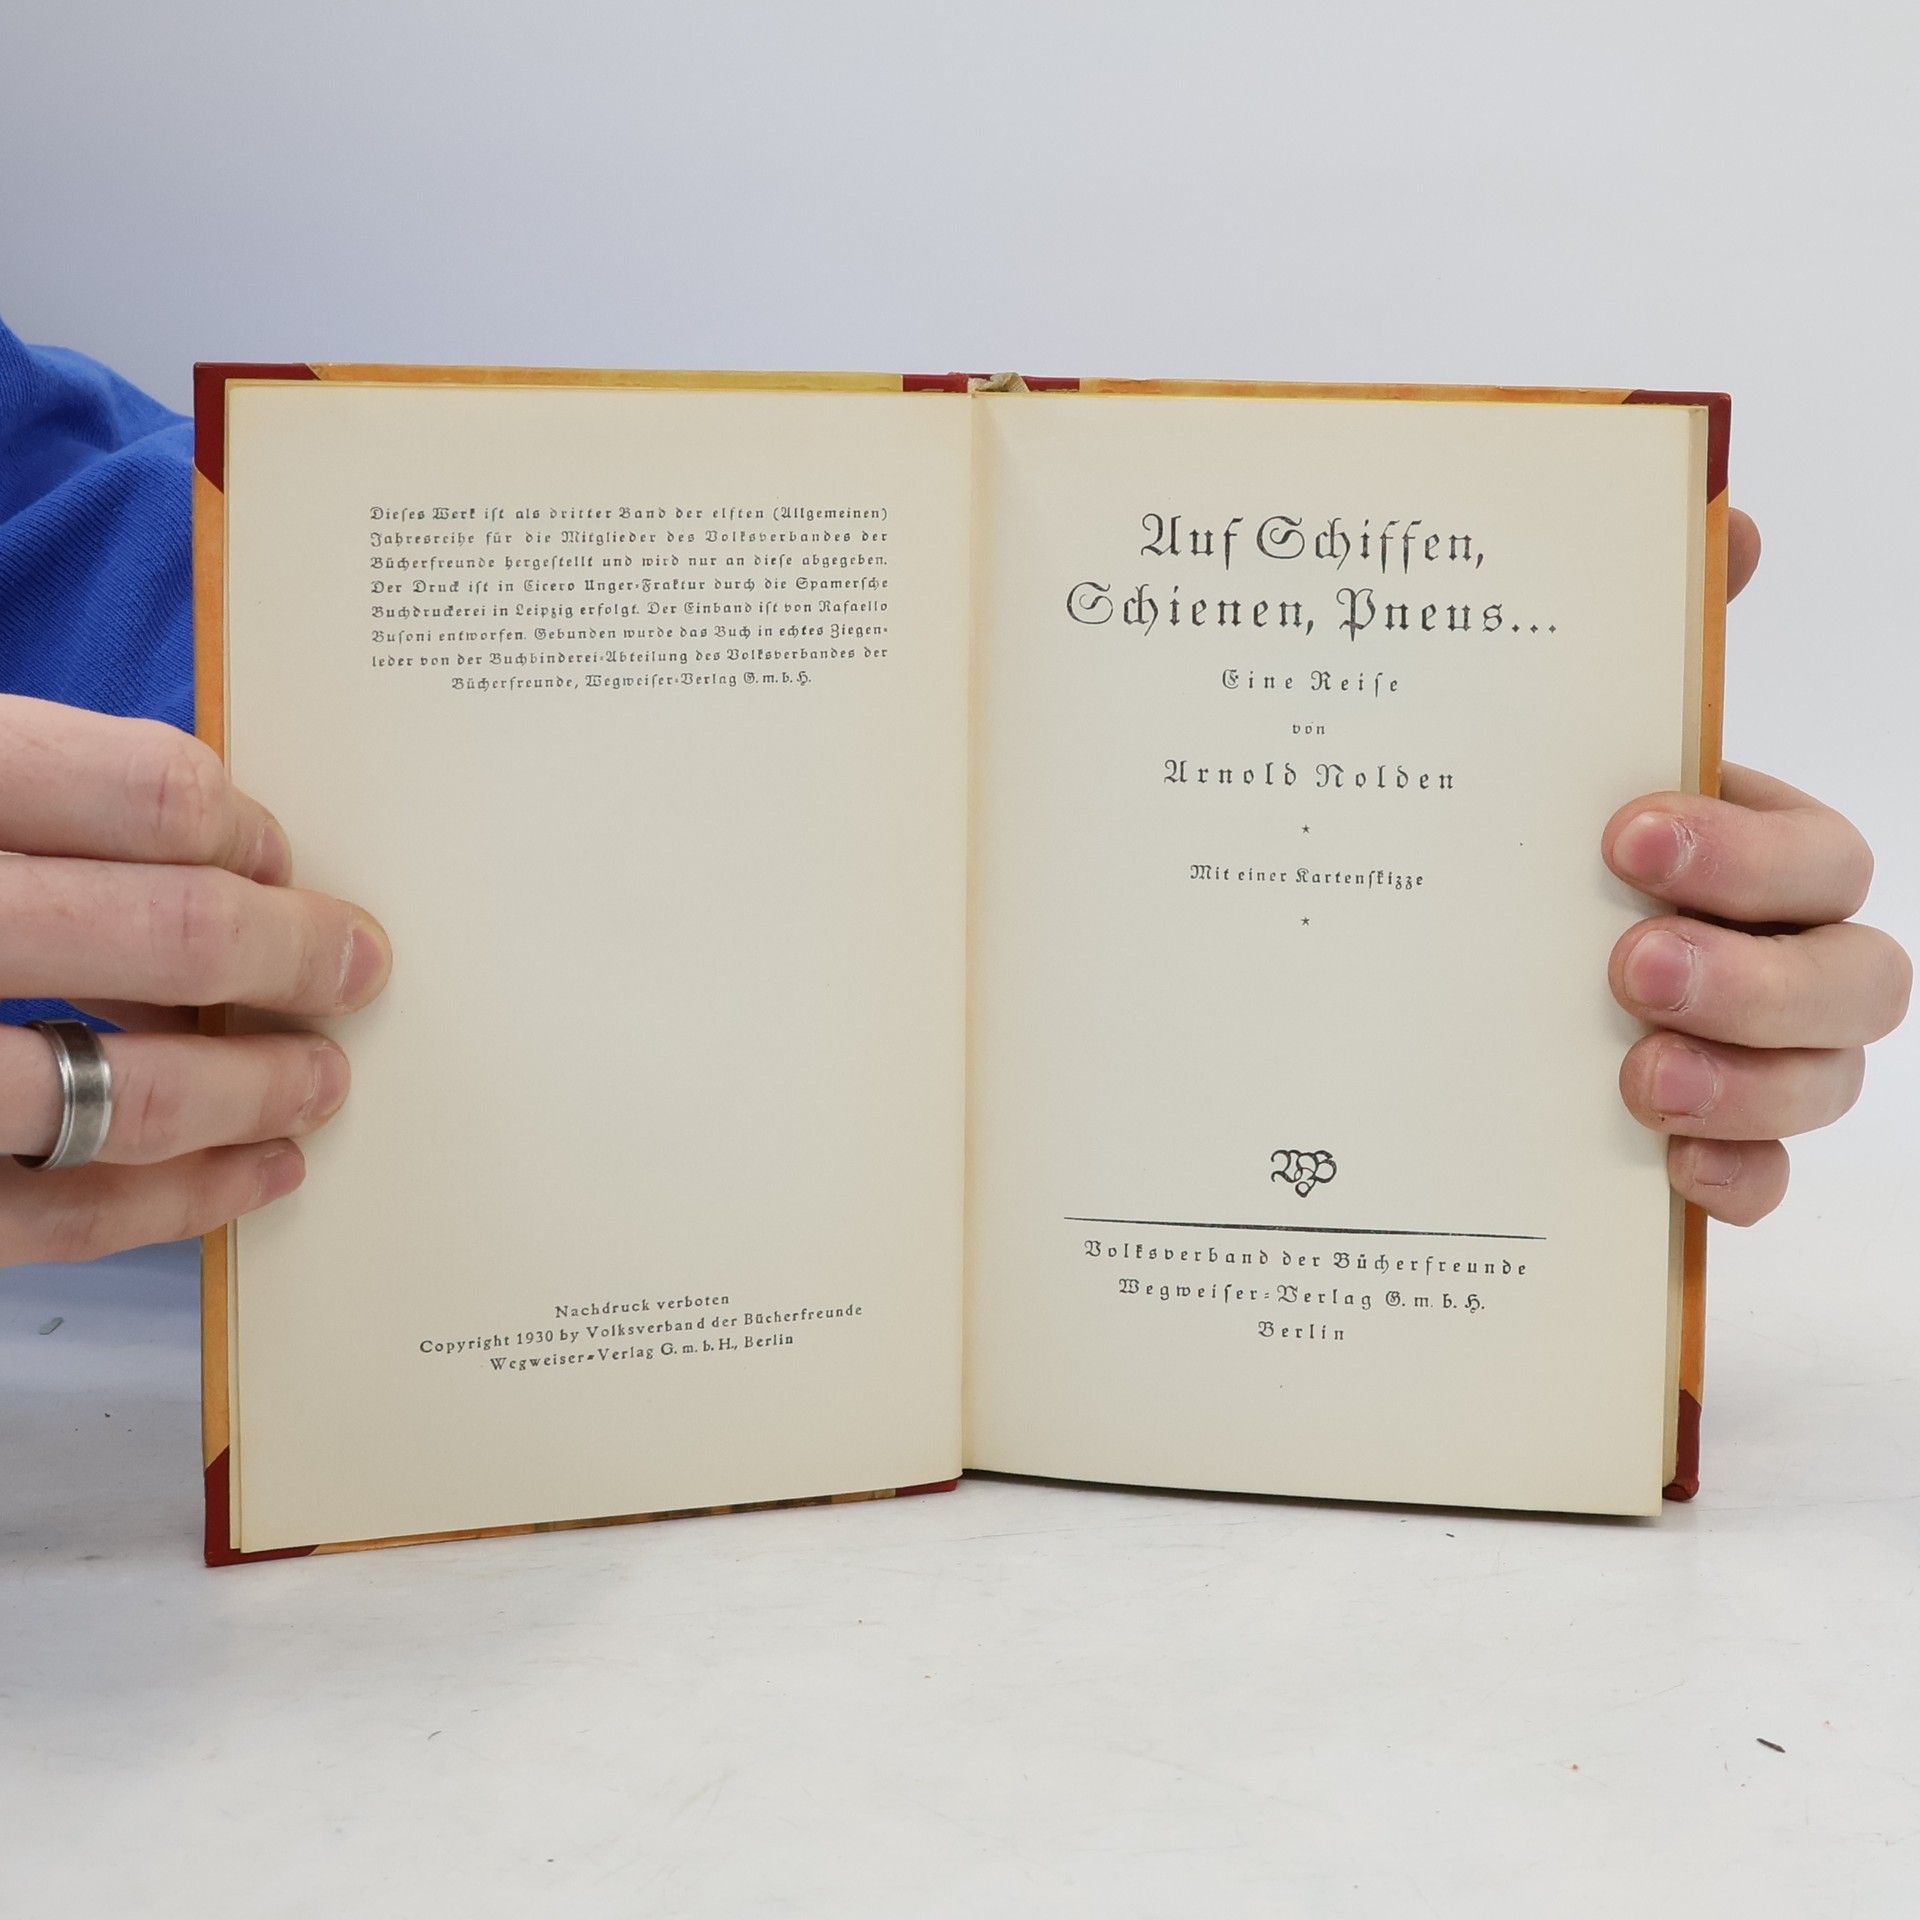 Dieſes Werk iſt als dritter Band der elften (Allgemeinen)
Jahresreihe für die Mitglieder des Volksverbandes der
Bücherfreunde hergeſtellt und wird nur an dieſe abgegeben.
Der Druck iſt in Cicero Unger-Fraktur durch die Spamerſche
Buchdruckerei in Leipzig erfolgt. Der Einband iſt von Rafaello
Buſoni entworfen. Gebunden wurde das Buch in echtes Ziegen-
leder von der Buchbinderei-Abteilung des Volksverbandes der
Bücherfreunde, Wegweiſer-Verlag G.m.b.H.
Nachdruck verboten
Copyright 1930 by Volksverband der Bücherfreunde
Wegweiser-Verlag G.m.b.H., Berlin
Auf Schiffen,
Schienen, Pneus...
Eine Reiſe
von
Arnold Nolden
*
Mit einer Kartenſkizze
*
VB
Volksverband der Bücherfreunde
Wegweiſer-Verlag G.m.b.H.
Berlin